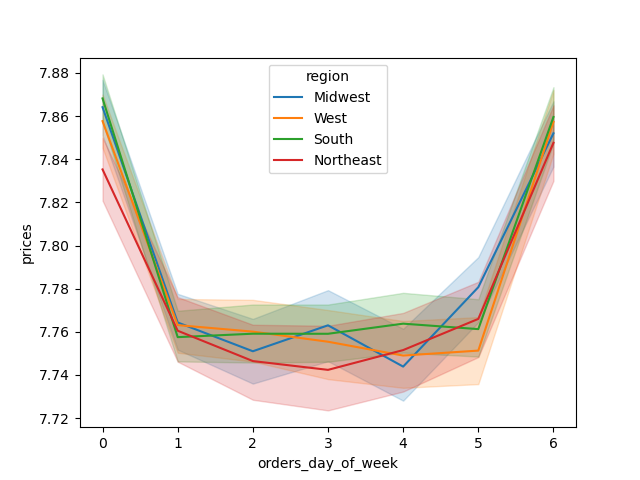 region
Midwest
West
South
Northeast
7.88
7.86
7.84
7.82
7.80
7.78
7.76
7.74
7.72
prices
0 1 2 3 4 5 6
orders_day_of_week